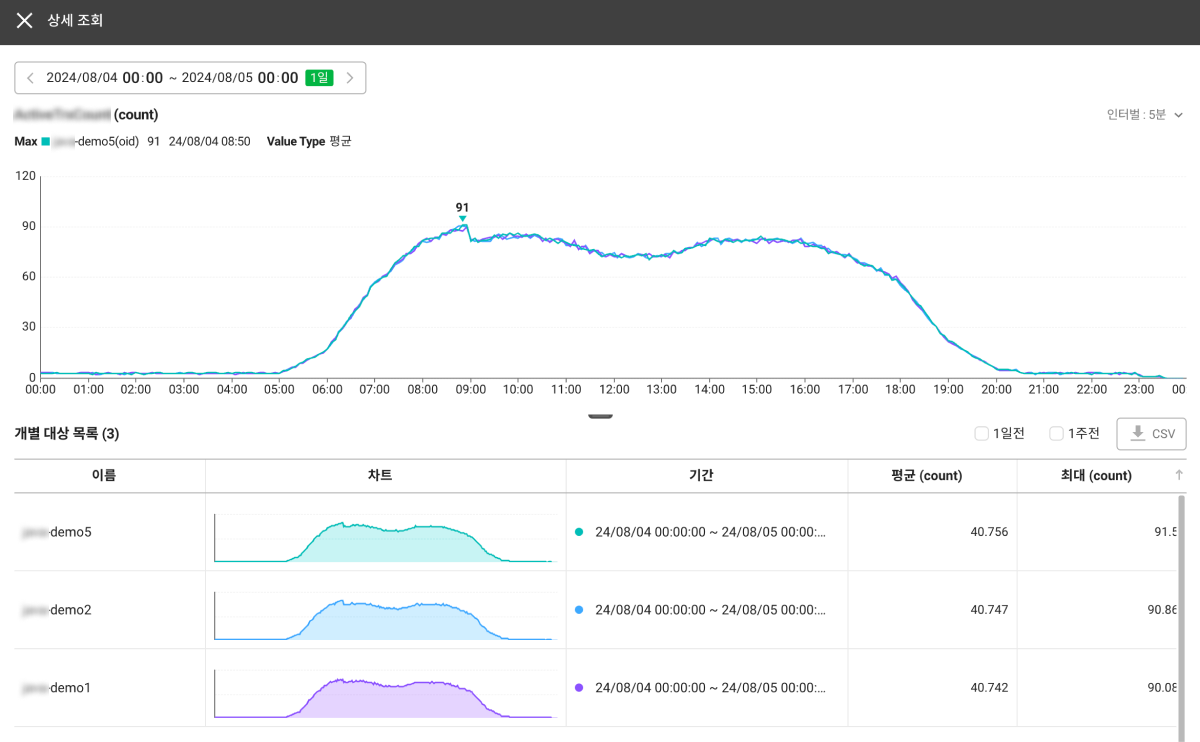 상세 조회
2024/08/04 00:00 ~ 2024/08/05 00:00 1일
(count)
인터벌 : 5분
Max -demo5(oid) 91 24/08/04 08:50 Value Type 평균
120
91
90
60
30
0
00:00 01:00 02:00 03:00 04:00 05:00 06:00 07:00 08:00 09:00 10:00 11:00 12:00 13:00 14:00 15:00 16:00 17:00 18:00 19:00 20:00 21:00 22:00 23:00 00
개별 대상 목록 (3)
1일전 1주전 CSV
이름 차트 기간 평균 (count) 최대 (count)
-demo5 24/08/04 00:00:00 ~ 24/08/05 00:00:... 40.756 91.5
-demo2 24/08/04 00:00:00 ~ 24/08/05 00:00:... 40.747 90.86
-demo1 24/08/04 00:00:00 ~ 24/08/05 00:00:... 40.742 90.08